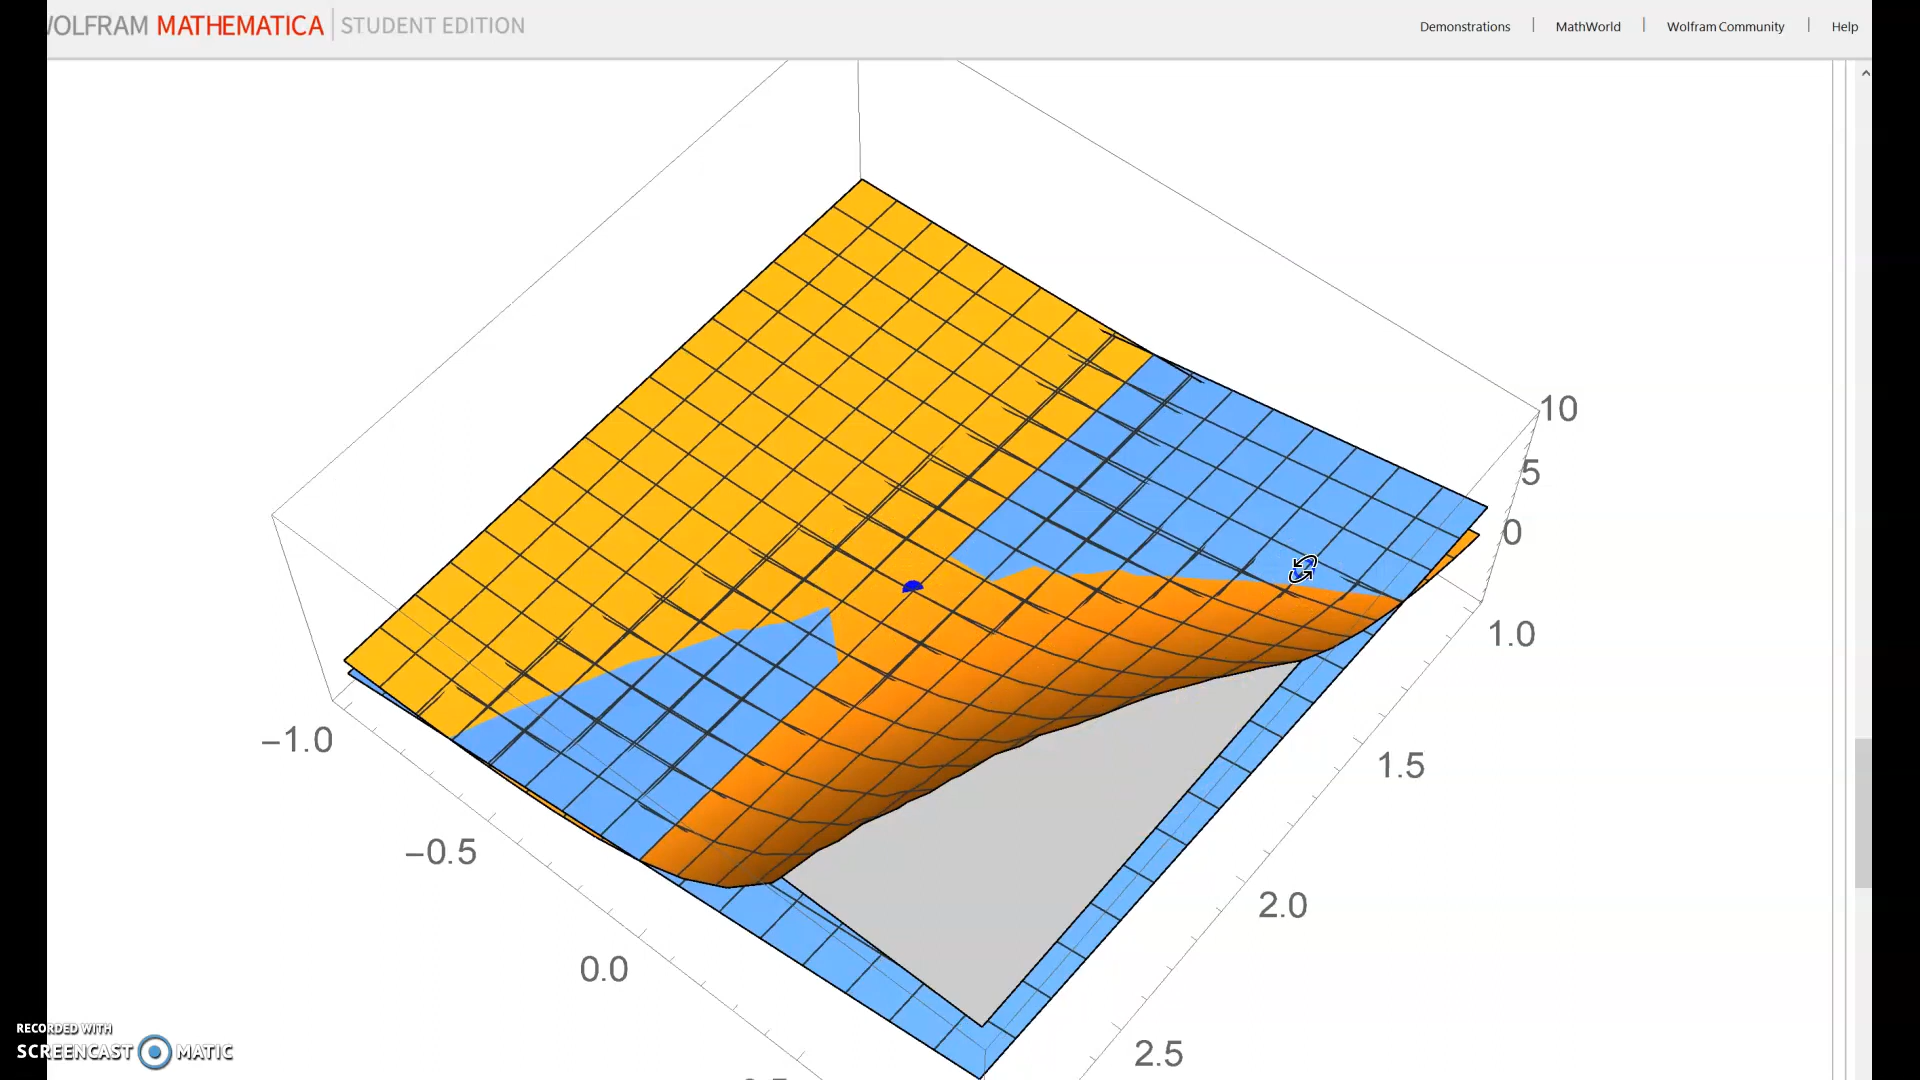 WOLFRAM MATHEMATICA STUDENT EDITION
Demonstrations
MathWorld
Wolfram Community
Help
10
5
0
1.0
1.5
2.0
2.5
−1.0
−0.5
0.0
RECORDED WITH
SCREENCAST MATIC